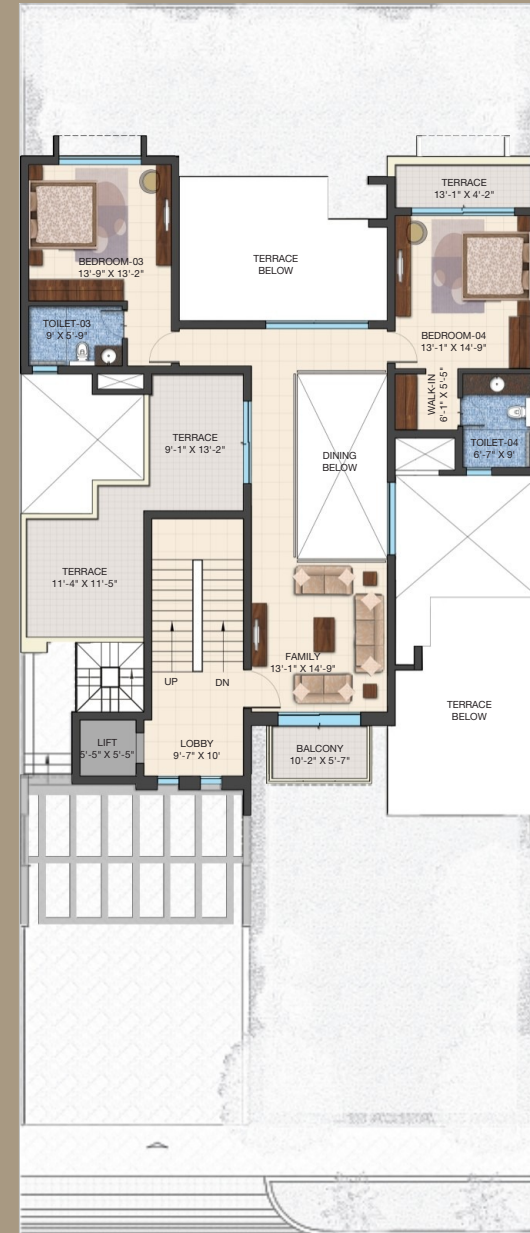 TERRACE
13'-1" X 4'-2"
BEDROOM-03
13'-9" X 13'-2"
TERRACE
BELOW
TOILET-03
9' X 5'-9"
BEDROOM-04
13'-1" X 14'-9"
WALK-IN
6'-1" X 5'-5"
TERRACE
9'-1" X 13'-2"
DINING
BELOW
TOILET-04
6'-7" X 9'
TERRACE
11'-4" X 11'-5"
FAMILY
13'-1" X 14'-9"
UP
DN
TERRACE
BELOW
LIFT
5'-5" X 5'-5"
LOBBY
9'-7" X 10'
BALCONY
10'-2" X 5'-7"